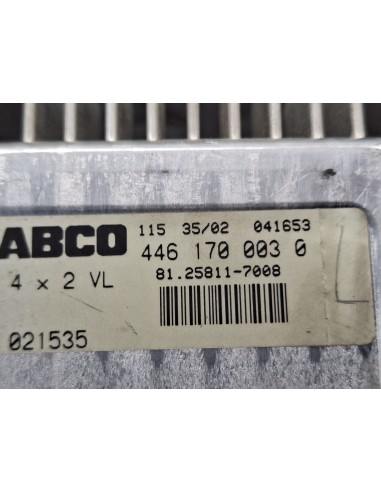 115 35/02 041653
ABCO 446 170 003 0
4 x 2 VL 81.25811-7008
021535
L